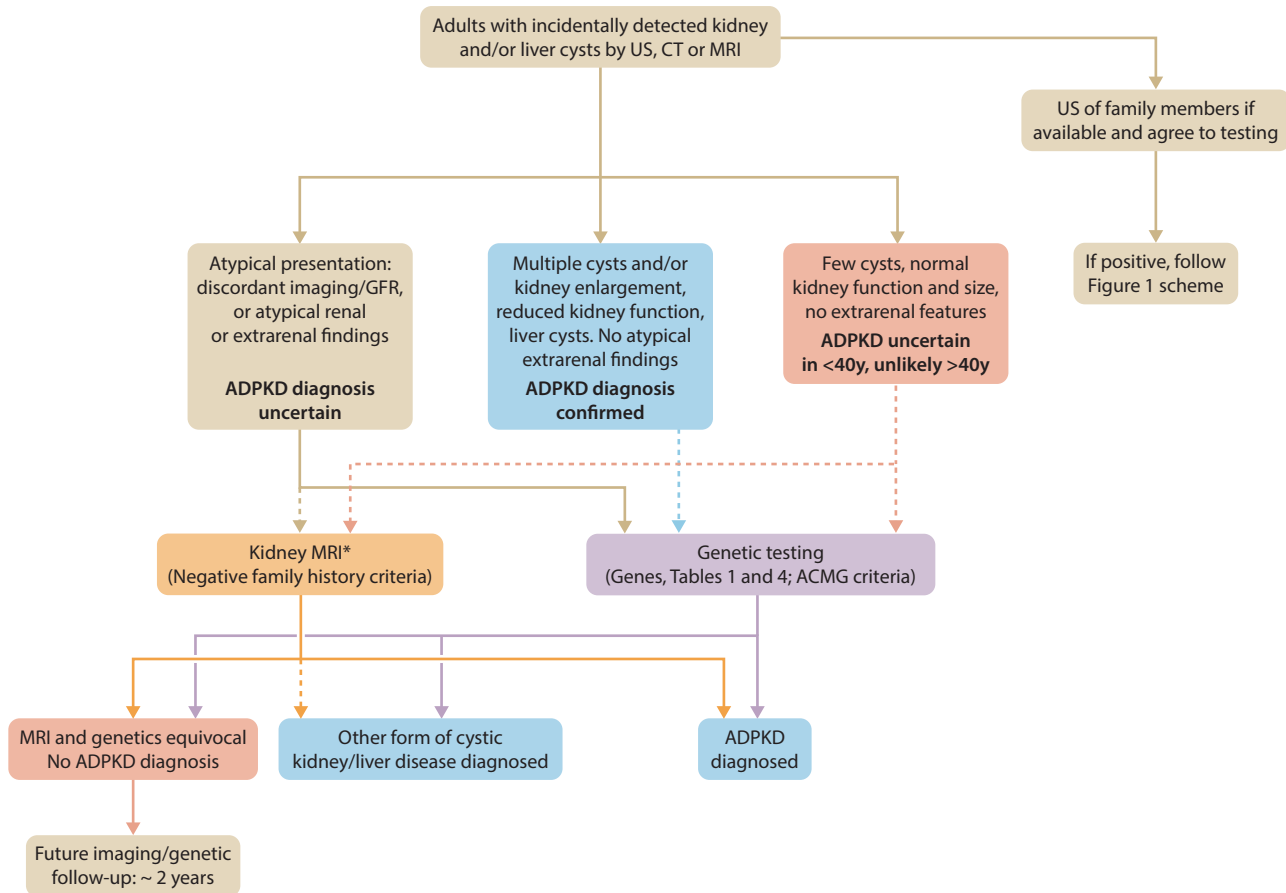 Adults with incidentally detected kidney
and/or liver cysts by US, CT or MRI
US of family members if
available and agree to testing
If positive, follow
Figure 1 scheme
Atypical presentation:
discordant imaging/GFR,
or atypical renal
or extrarenal findings
ADPKD diagnosis
uncertain
Multiple cysts and/or
kidney enlargement,
reduced kidney function,
liver cysts. No atypical
extrarenal findings
ADPKD diagnosis
confirmed
Few cysts, normal
kidney function and size,
no extrarenal features
ADPKD uncertain
in <40y, unlikely >40y
Kidney MRI*
(Negative family history criteria)
Genetic testing
(Genes, Tables 1 and 4; ACMG criteria)
MRI and genetics equivocal
No ADPKD diagnosis
Other form of cystic
kidney/liver disease diagnosed
ADPKD
diagnosed
Future imaging/genetic
follow-up: ~ 2 years